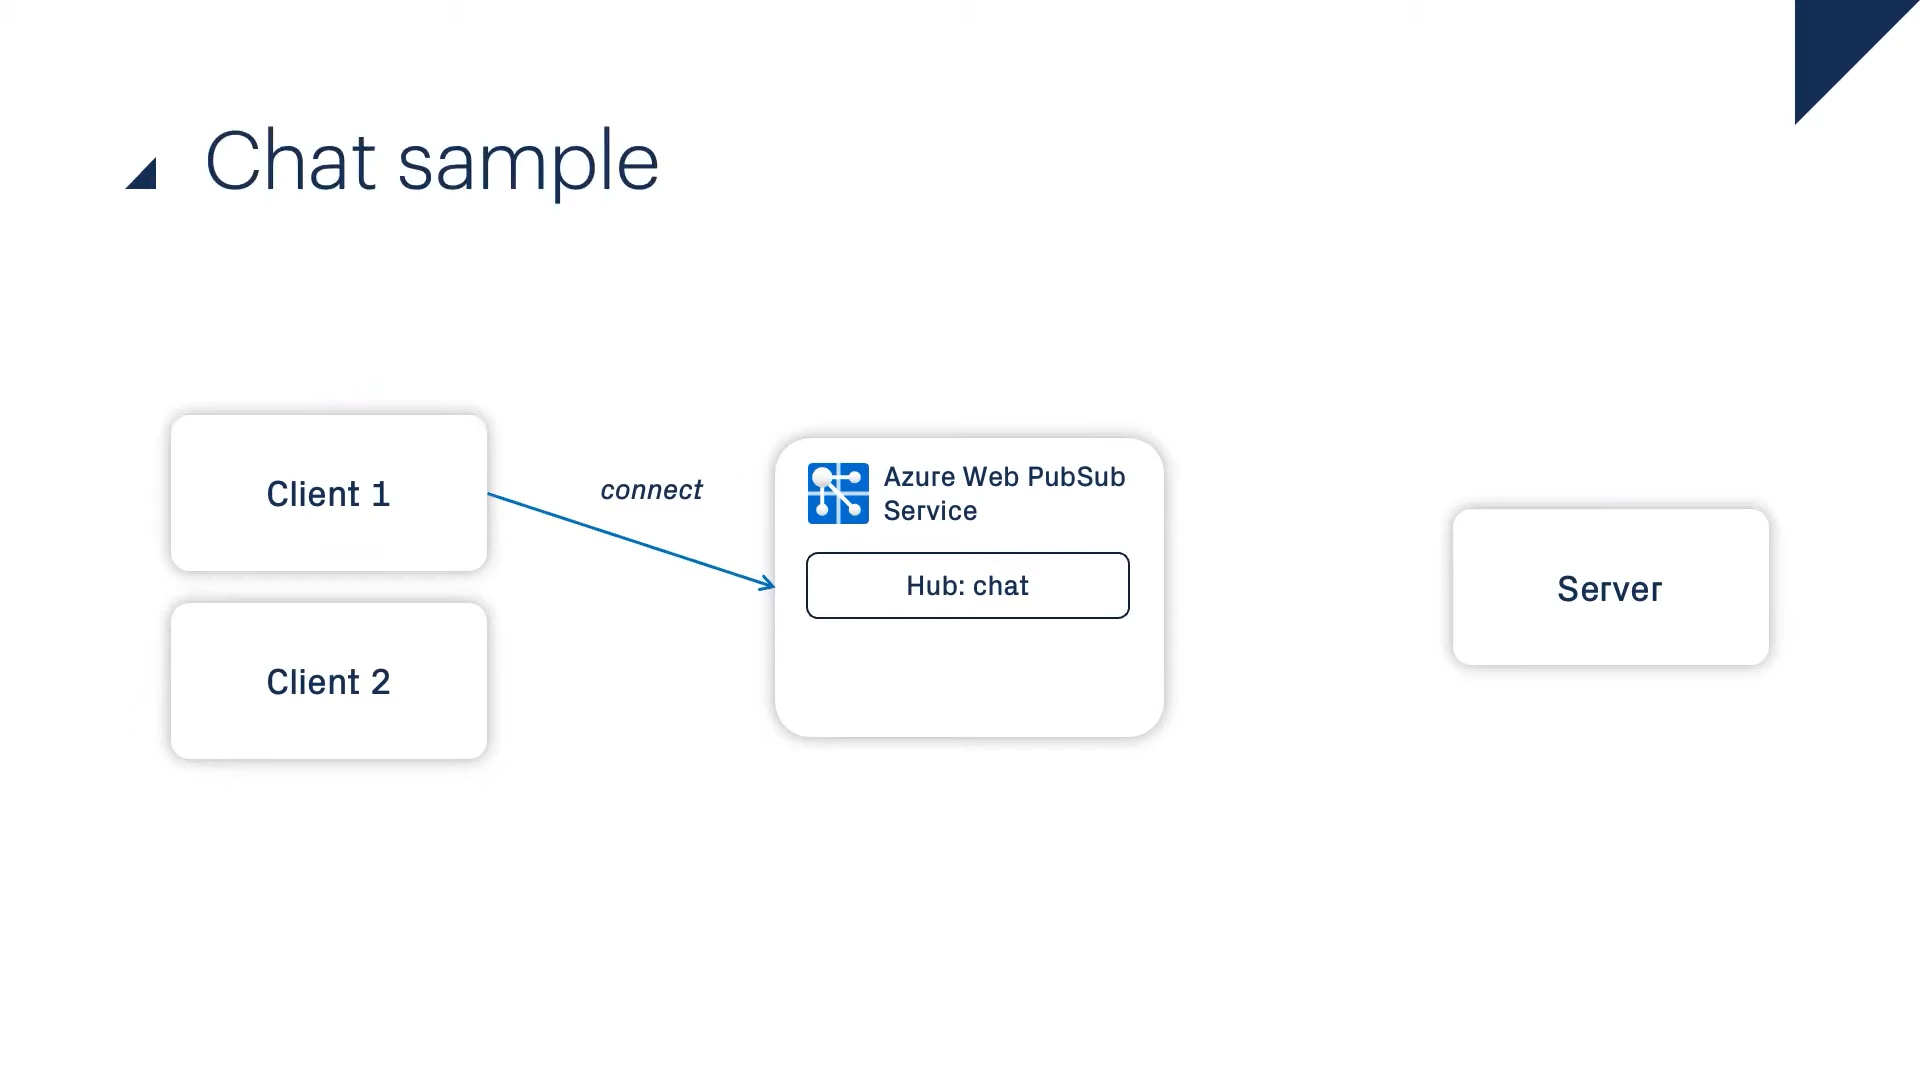 Chat sample
Client 1
connect
Azure Web PubSub
Service
Hub: chat
Server
Client 2